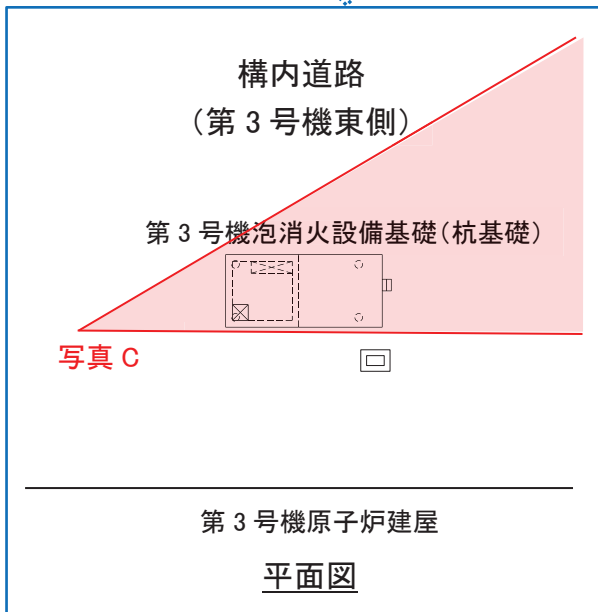 構内道路
（第 3 号機東側）
第 3 号機泡消火設備基礎（杭基礎）
写真 C
第 3 号機原子炉建屋
平面図